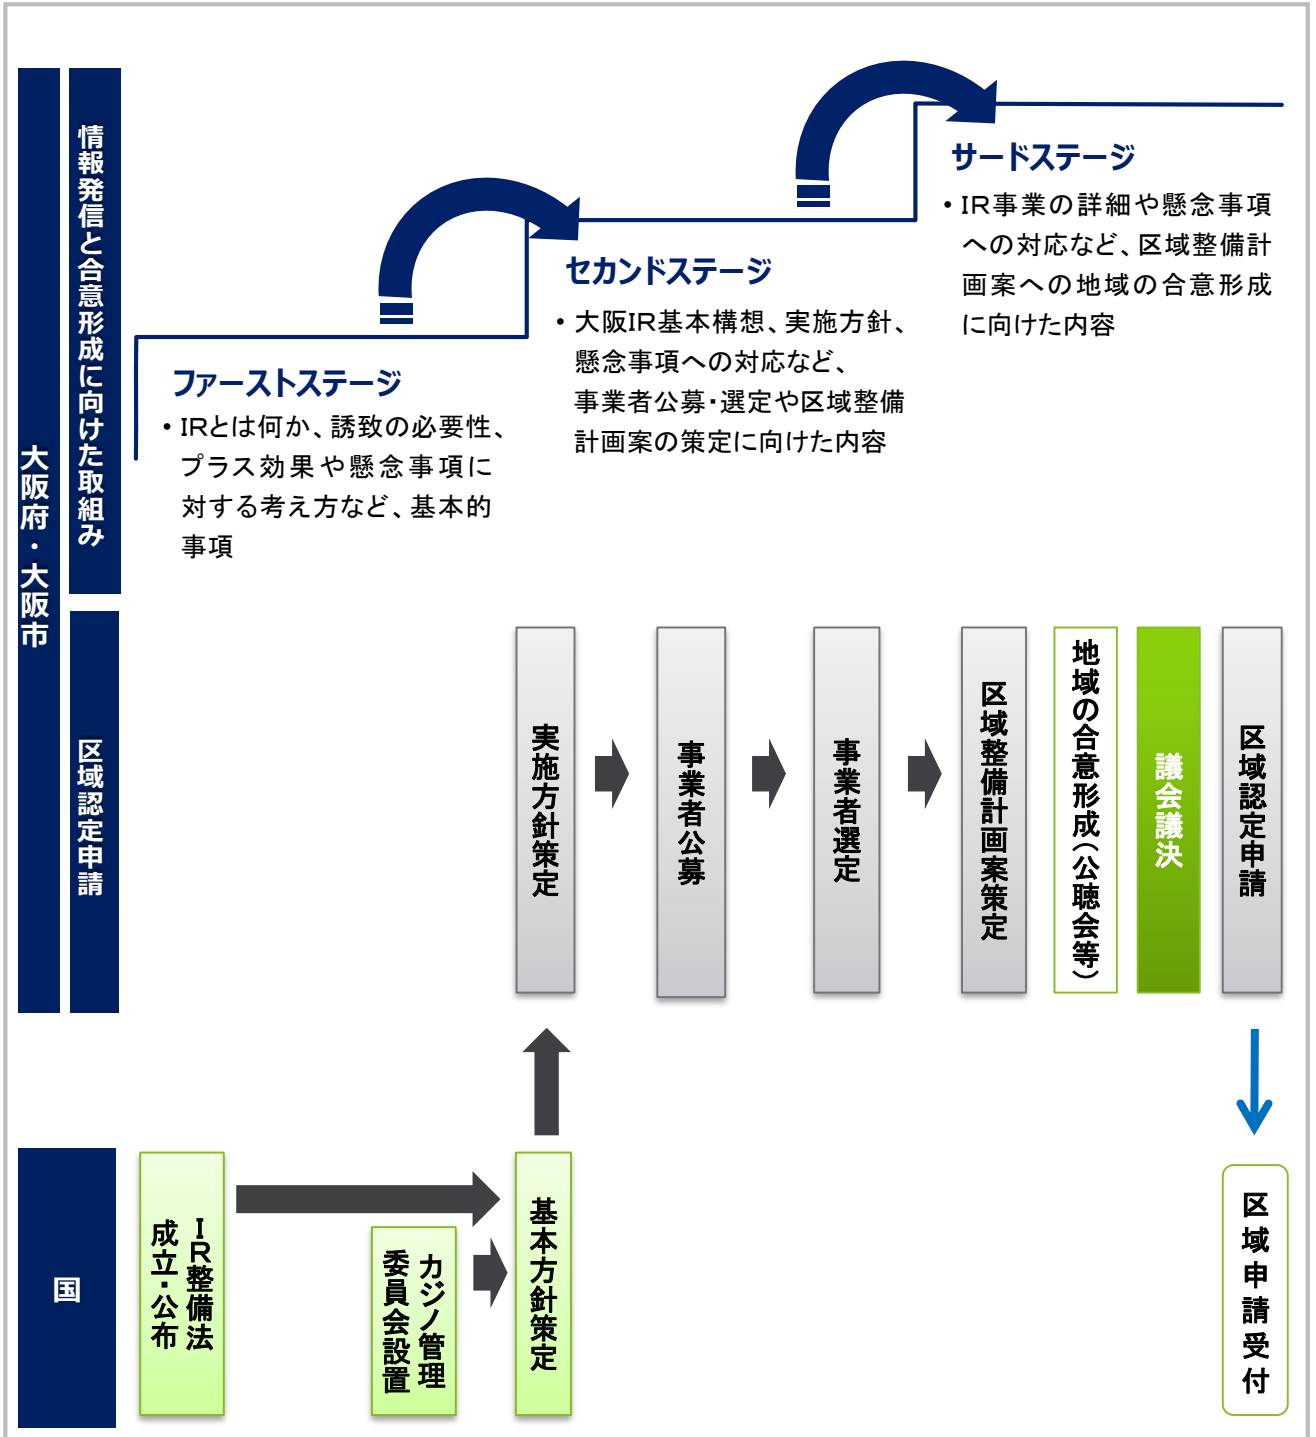 大阪府・大阪市
情報発信と合意形成に向けた取組み
ファーストステージ
・IRとは何か、誘致の必要性、
プラス効果や懸念事項に
対する考え方など、基本的
事項
セカンドステージ
・大阪IR基本構想、実施方針、
懸念事項への対応など、
事業者公募・選定や区域整備
計画案の策定に向けた内容
サードステージ
・IR事業の詳細や懸念事項
への対応など、区域整備計
画案への地域の合意形成
に向けた内容
区域認定申請
実施方針策定
事業者公募
事業者選定
区域整備計画案策定
地域の合意形成(公聴会等)
議会議決
区域認定申請
国
IR整備法
成立・公布
カジノ管理
委員会設置
基本方針策定
区域申請受付